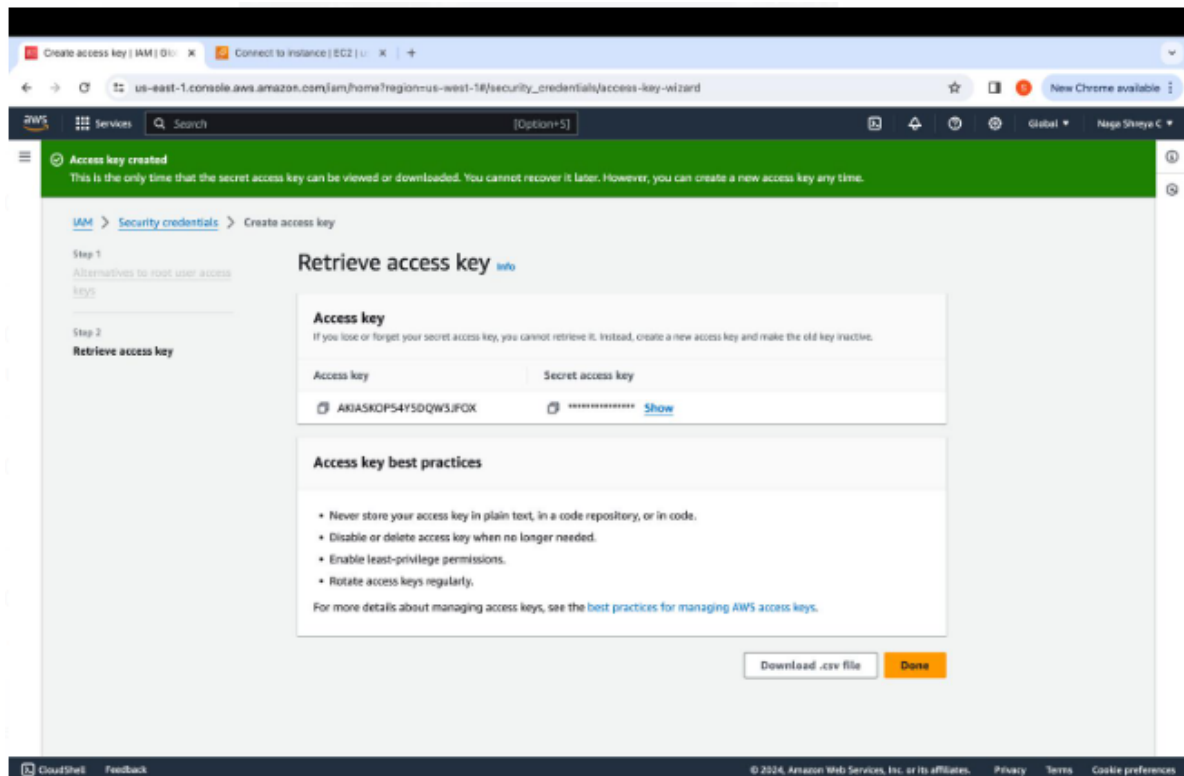 Create access key | IAM | Glo
Connect to instance | EC2 | u
us-east-1.console.aws.amazon.com/iam/home?region=us-west-1#/security_credentials/access-key-wizard
New Chrome available
aws
Services
Search
[Option+S]
Global
Naga Shreya C
Access key created
This is the only time that the secret access key can be viewed or downloaded. You cannot recover it later. However, you can create a new access key any time.
IAM > Security credentials > Create access key
Step 1
Alternatives to root user access
keys
Step 2
Retrieve access key
Retrieve access key Info
Access key
If you lose or forget your secret access key, you cannot retrieve it. Instead, create a new access key and make the old key inactive.
Access key
Secret access key
***************
Show
Access key best practices
• Never store your access key in plain text, in a code repository, or in code.
• Disable or delete access key when no longer needed.
• Enable least-privilege permissions.
• Rotate access keys regularly.
For more details about managing access keys, see the best practices for managing AWS access keys.
Download .csv file
Done
CloudShell
Feedback
© 2024, Amazon Web Services, Inc. or its affiliates.
Privacy
Terms
Cookie preferences